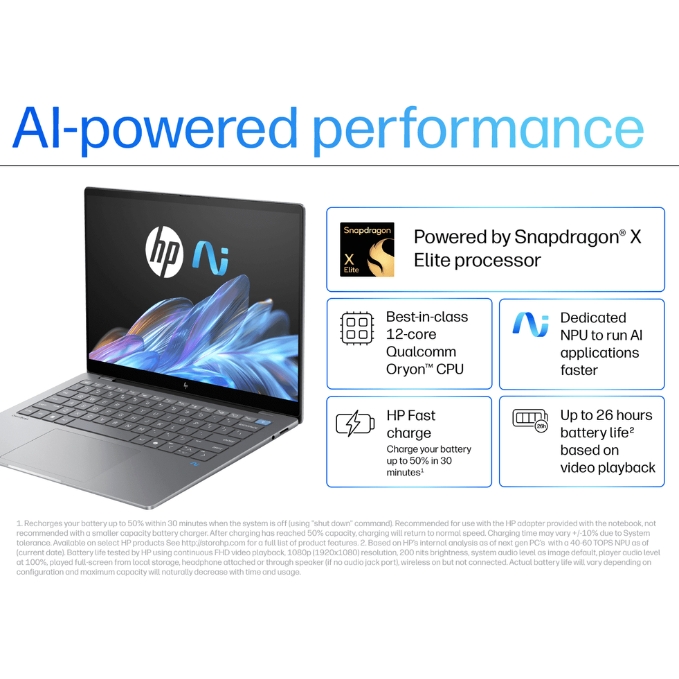 AI-powered performance
hp
Snapdragon
X
Elite
Powered by Snapdragon® X
Elite processor
Best-in-class
12-core
Qualcomm
Oryon™ CPU
Dedicated
NPU to run AI
applications
faster
HP Fast
charge
Charge your battery
up to 50% in 30
minutes¹
26h
Up to 26 hours
battery life²
based on
video playback
1. Recharges your battery up to 50% within 30 minutes when the system is off (using "shut down" command). Recommended for use with the HP adapter provided with the notebook, not
recommended with a smaller capacity battery charger. After charging has reached 50% capacity, charging will return to normal speed. Charging time may vary +/-10% due to System
tolerance. Available on select HP products See http://storahp.com for a full list of product features. 2. Based on HP's internal analysis as of next gen PC's with a 40-60 TOPS NPU as of
(current date). Battery life tested by HP using continuous FHD video playback, 1080p (1920x1080) resolution, 200 nits brightness, system audio level as image default, player audio level
at 100%, played full-screen from local storage, headphone attached or through speaker (if no audio jack port), wireless on but not connected. Actual battery life will vary depending on
configuration and maximum capacity will naturally decrease with time and usage.